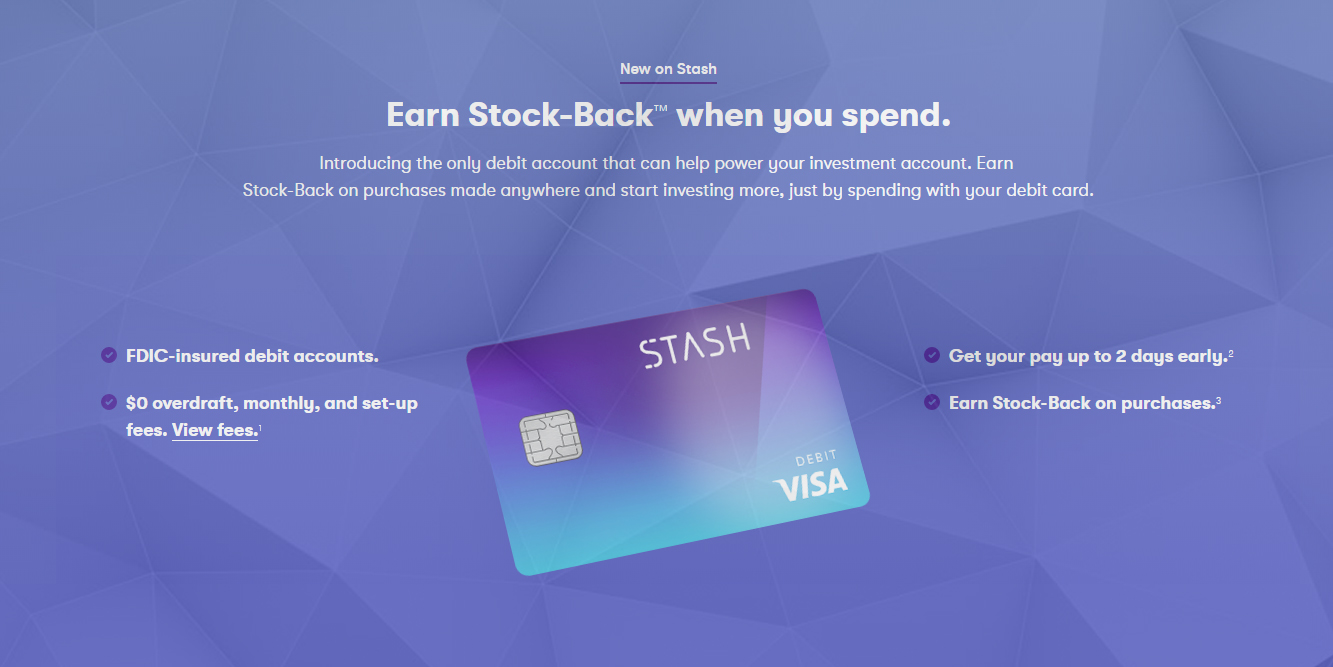 New on Stash
Earn Stock-Back™ when you spend.
Introducing the only debit account that can help power your investment account. Earn
Stock-Back on purchases made anywhere and start investing more, just by spending with your debit card.
FDIC-insured debit accounts.
$0 overdraft, monthly, and set-up
fees. View fees.¹
STASH
DEBIT
VISA
Get your pay up to 2 days early.²
Earn Stock-Back on purchases.³